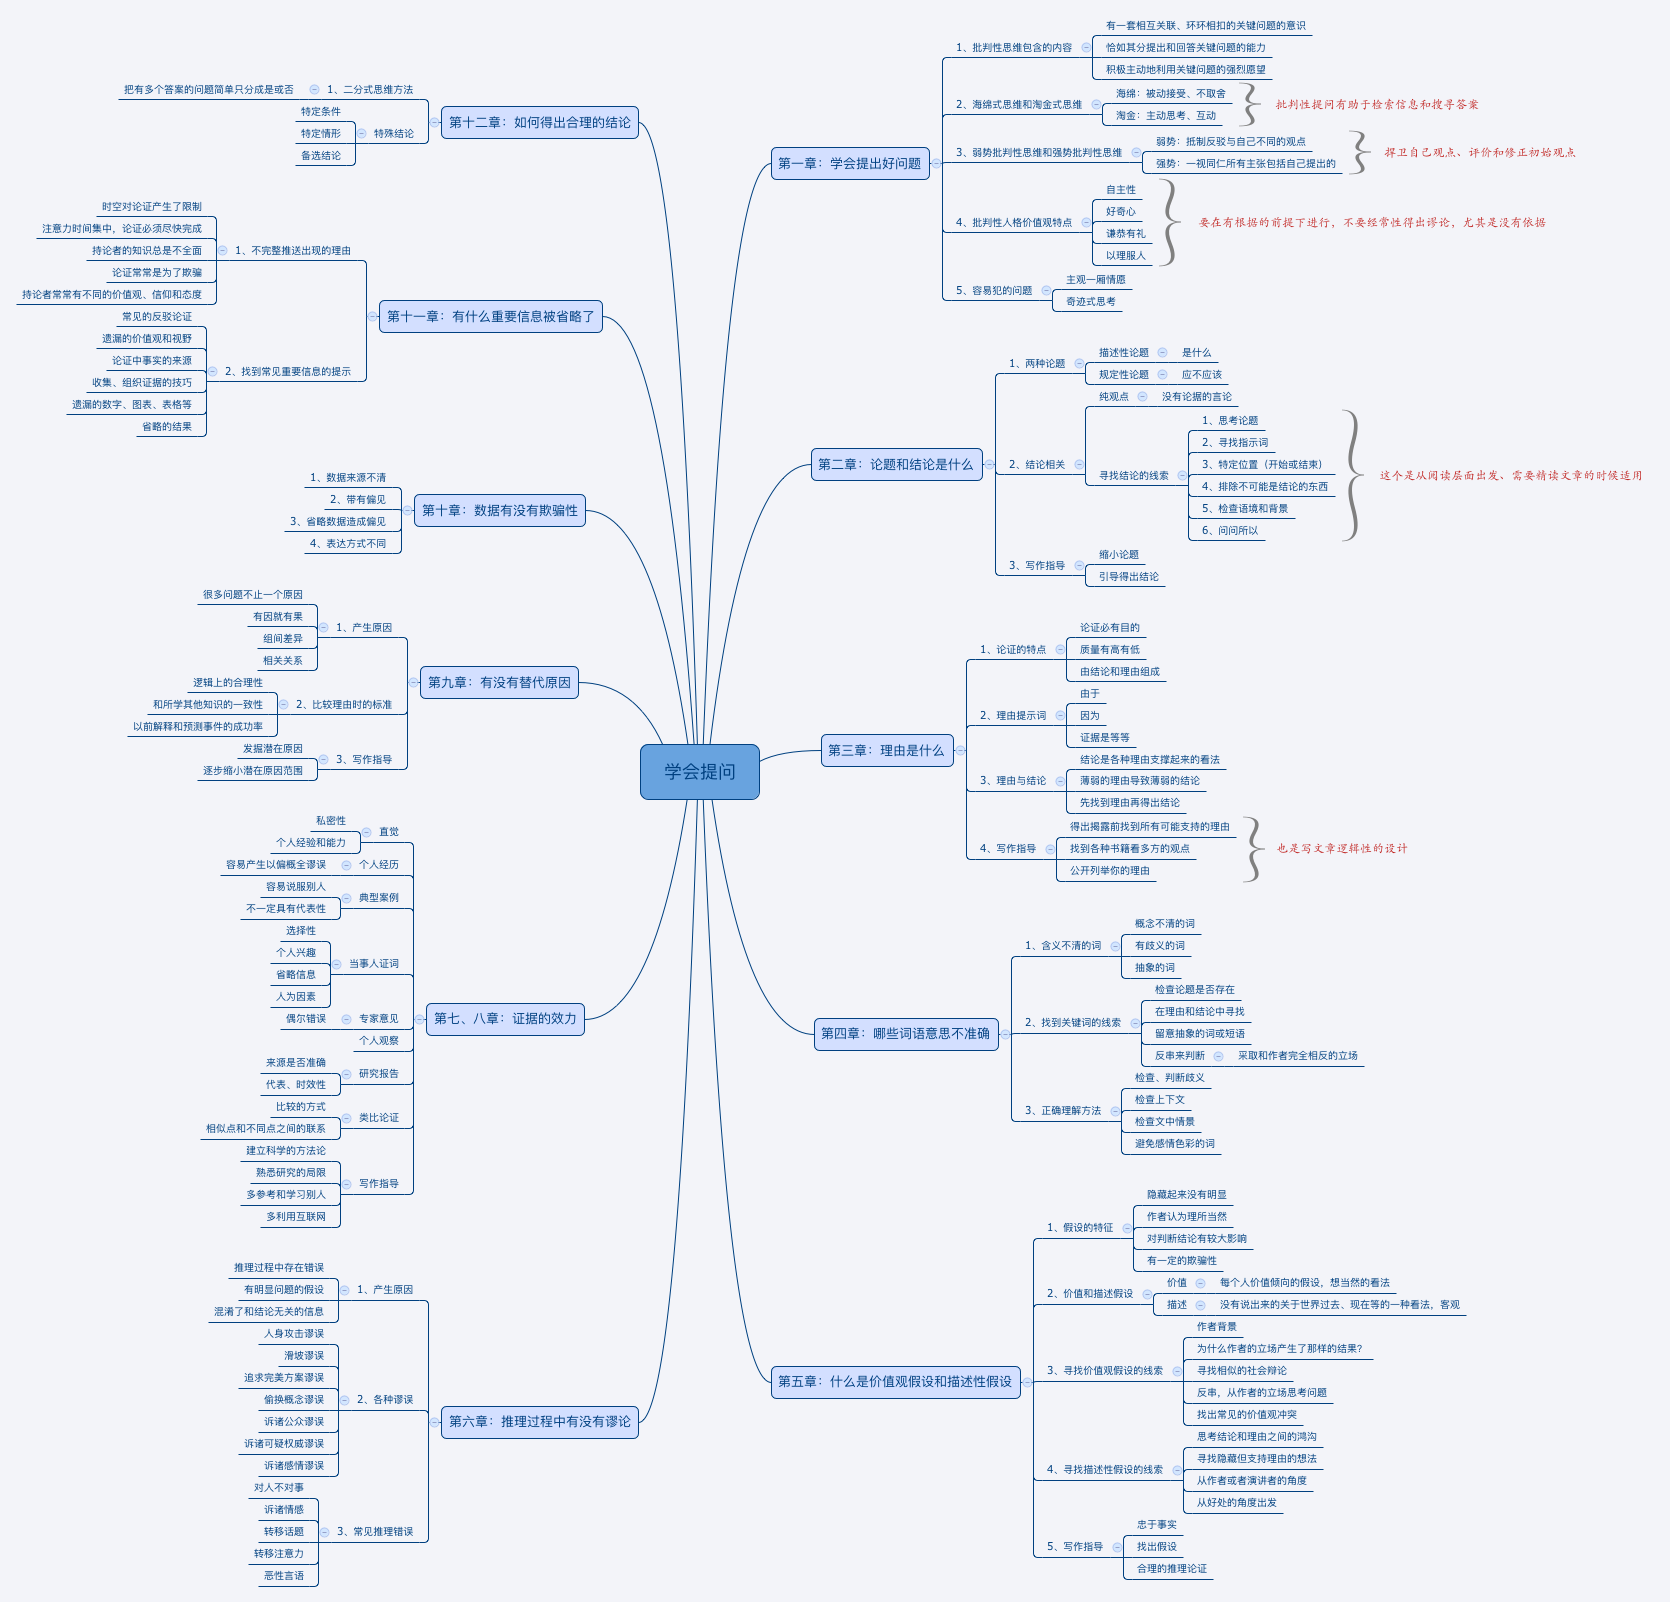 学会提问
第一章：学会提出好问题
1、批判性思维包含的内容
有一套相互关联、环环相扣的关键问题的意识
恰如其分提出和回答关键问题的能力
积极主动地利用关键问题的强烈愿望
2、海绵式思维和淘金式思维
海绵：被动接受、不取舍
淘金：主动思考、互动
批判性提问有助于检索信息和搜寻答案
3、弱势批判性思维和强势批判性思维
弱势：抵制反驳与自己不同的观点
强势：一视同仁所有主张包括自己提出的
捍卫自己观点、评价和修正初始观点
4、批判性人格价值观特点
自主性
好奇心
谦恭有礼
以理服人
要在有根据的前提下进行，不要经常性得出谬论，尤其是没有依据
5、容易犯的问题
主观一厢情愿
奇迹式思考
第二章：论题和结论是什么
1、两种论题
描述性论题
是什么
规定性论题
应不应该
2、结论相关
纯观点
没有论据的言论
寻找结论的线索
1、思考论题
2、寻找指示词
3、特定位置（开始或结束）
4、排除不可能是结论的东西
5、检查语境和背景
6、问问所以
这个是从阅读层面出发、需要精读文章的时候适用
3、写作指导
缩小论题
引导得出结论
第三章：理由是什么
1、论证的特点
论证必有目的
质量有高有低
由结论和理由组成
2、理由提示词
由于
因为
证据是等等
3、理由与结论
结论是各种理由支撑起来的看法
薄弱的理由导致薄弱的结论
先找到理由再得出结论
4、写作指导
得出揭露前找到所有可能支持的理由
找到各种书籍看多方的观点
公开列举你的理由
也是写文章逻辑性的设计
第四章：哪些词语意思不准确
1、含义不清的词
概念不清的词
有歧义的词
抽象的词
2、找到关键词的线索
检查论题是否存在
在理由和结论中寻找
留意抽象的词或短语
反串来判断
采取和作者完全相反的立场
3、正确理解方法
检查、判断歧义
检查上下文
检查文中情景
避免感情色彩的词
第五章：什么是价值观假设和描述性假设
1、假设的特征
隐藏起来没有明显
作者认为理所当然
对判断结论有较大影响
有一定的欺骗性
2、价值和描述假设
价值
每个人价值倾向的假设，想当然的看法
描述
没有说出来的关于世界过去、现在等的一种看法，客观
3、寻找价值观假设的线索
作者背景
为什么作者的立场产生了那样的结果？
寻找相似的社会辩论
反串，从作者的立场思考问题
找出常见的价值观冲突
4、寻找描述性假设的线索
思考结论和理由之间的鸿沟
寻找隐藏但支持理由的想法
从作者或者演讲者的角度
从好处的角度出发
5、写作指导
忠于事实
找出假设
合理的推理论证
第六章：推理过程中有没有谬论
1、产生原因
推理过程中存在错误
有明显问题的假设
混淆了和结论无关的信息
2、各种谬误
人身攻击谬误
滑坡谬误
追求完美方案谬误
偷换概念谬误
诉诸公众谬误
诉诸可疑权威谬误
诉诸感情谬误
3、常见推理错误
对人不对事
诉诸情感
转移话题
转移注意力
恶性言语
第七、八章：证据的效力
直觉
私密性
个人经验和能力
个人经历
容易产生以偏概全谬误
典型案例
容易说服别人
不一定具有代表性
当事人证词
选择性
个人兴趣
省略信息
人为因素
专家意见
偶尔错误
个人观察
研究报告
来源是否准确
代表、时效性
类比论证
比较的方式
相似点和不同点之间的联系
写作指导
建立科学的方法论
熟悉研究的局限
多参考和学习别人
多利用互联网
第九章：有没有替代原因
1、产生原因
很多问题不止一个原因
有因就有果
组间差异
相关关系
2、比较理由时的标准
逻辑上的合理性
和所学其他知识的一致性
以前解释和预测事件的成功率
3、写作指导
发掘潜在原因
逐步缩小潜在原因范围
第十章：数据有没有欺骗性
1、数据来源不清
2、带有偏见
3、省略数据造成偏见
4、表达方式不同
第十一章：有什么重要信息被省略了
1、不完整推送出现的理由
时空对论证产生了限制
注意力时间集中，论证必须尽快完成
持论者的知识总是不全面
论证常常是为了欺骗
持论者常常有不同的价值观、信仰和态度
2、找到常见重要信息的提示
常见的反驳论证
遗漏的价值观和视野
论证中事实的来源
收集、组织证据的技巧
遗漏的数字、图表、表格等
省略的结果
第十二章：如何得出合理的结论
1、二分式思维方法
把有多个答案的问题简单只分成是或否
特殊结论
特定条件
特定情形
备选结论